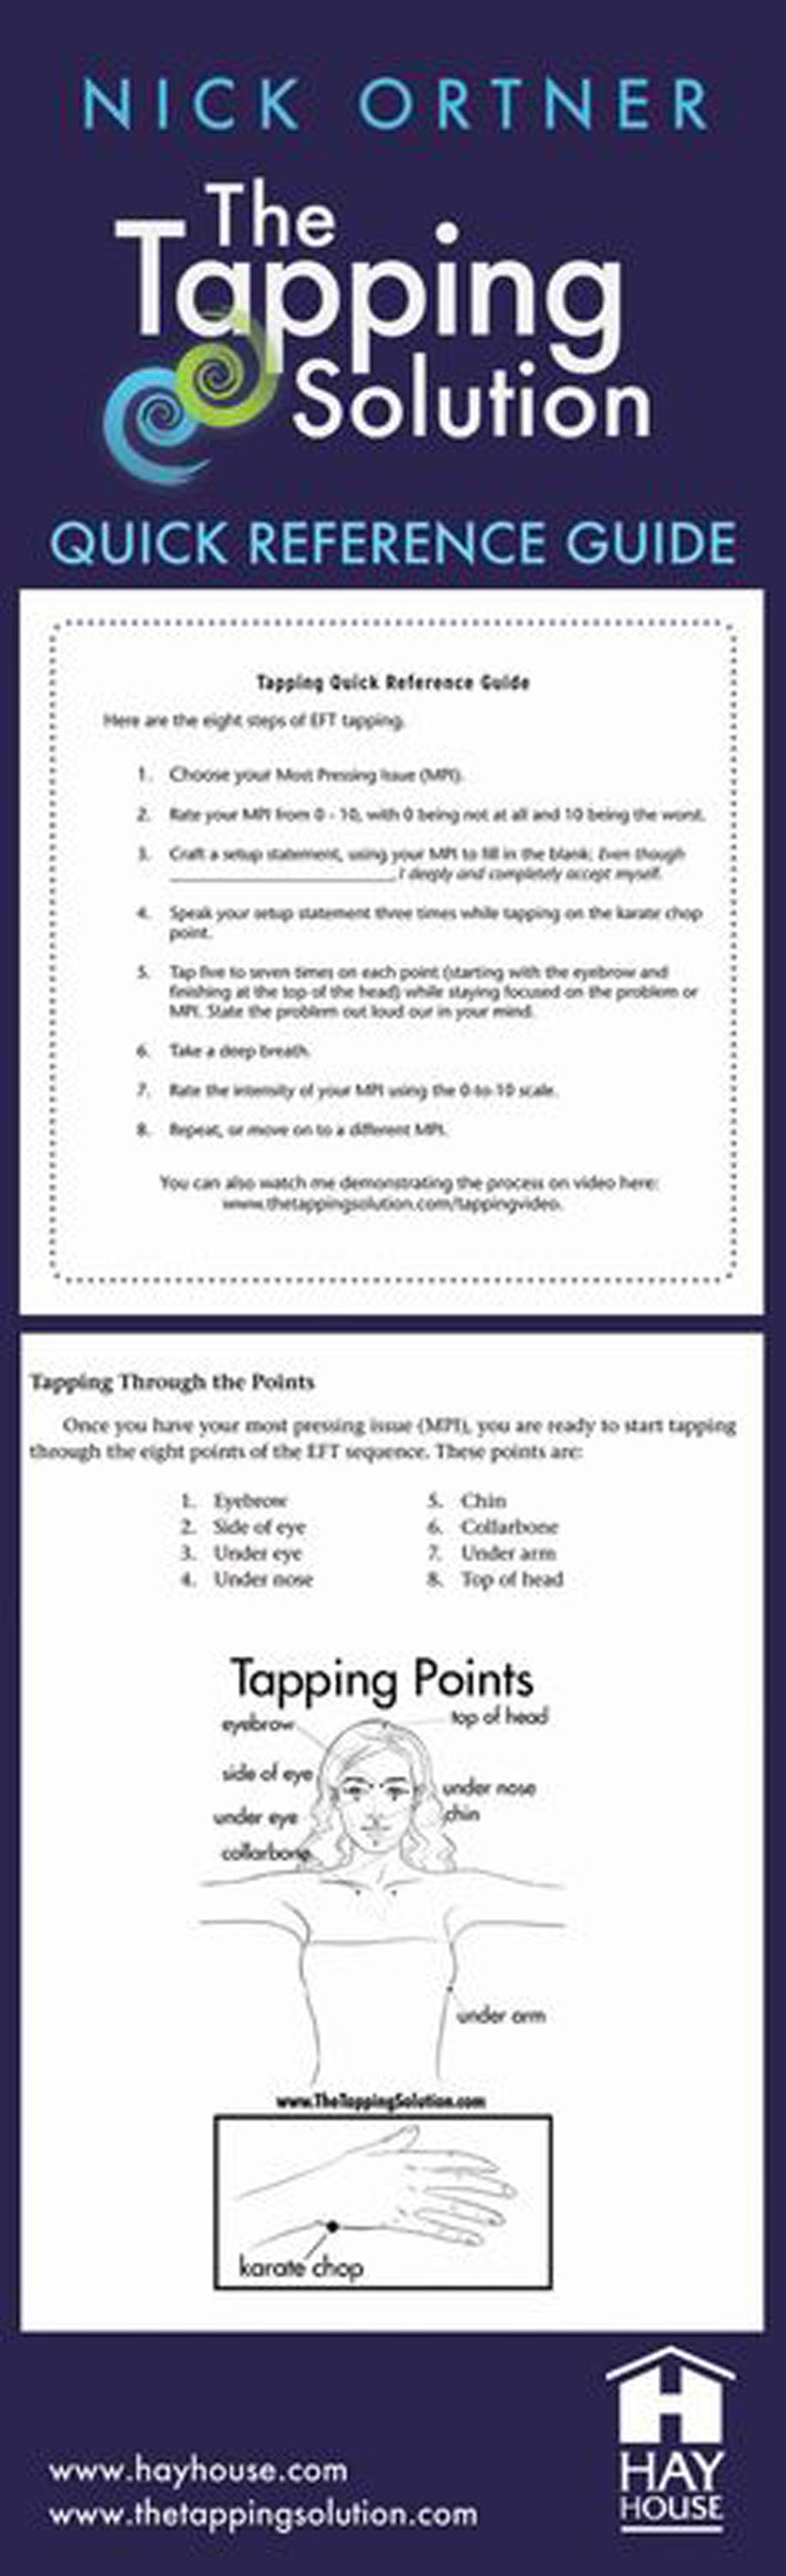 NICK ORTNER
The
Tapping
Solution
QUICK REFERENCE GUIDE
Tapping Quick Reference Guide
Here are the eight steps of EFT tapping.
1. Choose your Most Pressing Issue (MPI).
2. Rate your MPI from 0 - 10, with 0 being not at all and 10 being the worst.
3. Craft a setup statement, using your MPI to fill in the blank: Even though
____________________, I deeply and completely accept myself.
4. Speak your setup statement three times while tapping on the karate chop
point.
5. Tap five to seven times on each point (starting with the eyebrow and
finishing at the top of the head) while staying focused on the problem or
MPI. State the problem out loud our in your mind.
6. Take a deep breath.
7. Rate the intensity of your MPI using the 0-to-10 scale.
8. Repeat, or move on to a different MPI.
You can also watch me demonstrating the process on video here:
www.thetappingsolution.com/tappingvideo.
Tapping Through the Points
Once you have your most pressing issue (MPI), you are ready to start tapping
through the eight points of the EFT sequence. These points are:
1. Eyebrow
2. Side of eye
3. Under eye
4. Under nose
5. Chin
6. Collarbone
7. Under arm
8. Top of head
Tapping Points
eyebrow
top of head
side of eye
under nose
under eye
chin
collarbone
under arm
www.TheTappingSolution.com
karate chop
www.hayhouse.com
www.thetappingsolution.com
HAY
HOUSE